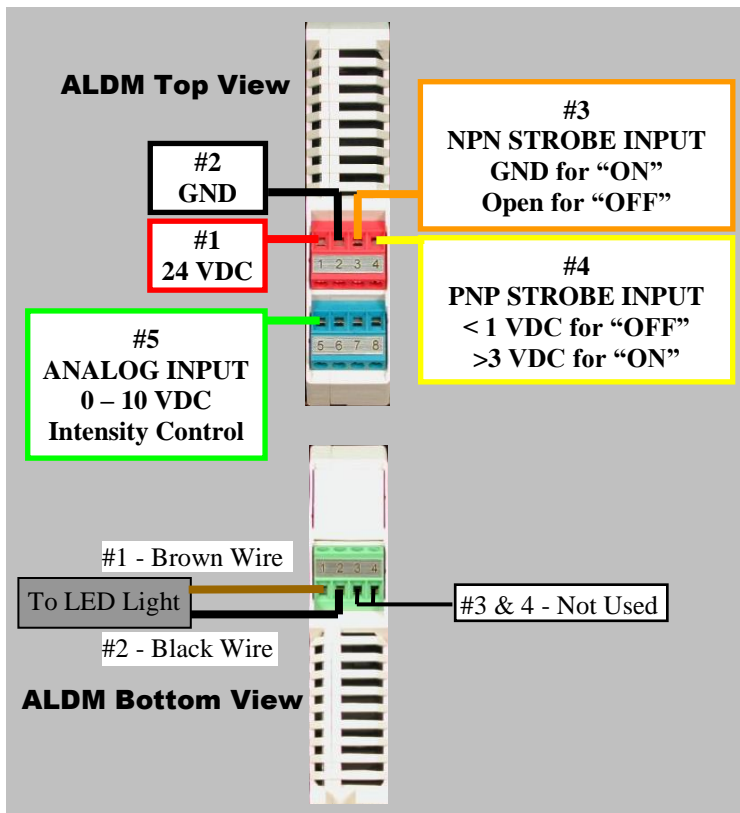 ALDM Top View
#3
NPN STROBE INPUT
GND for “ON”
Open for “OFF”
#2
GND
#1
24 VDC
1 2 3 4
#4
PNP STROBE INPUT
< 1 VDC for “OFF”
>3 VDC for “ON”
5 6 7 8
#5
ANALOG INPUT
0 – 10 VDC
Intensity Control
#1 - Brown Wire
1 2 3 4
To LED Light
#3 & 4 - Not Used
#2 - Black Wire
ALDM Bottom View